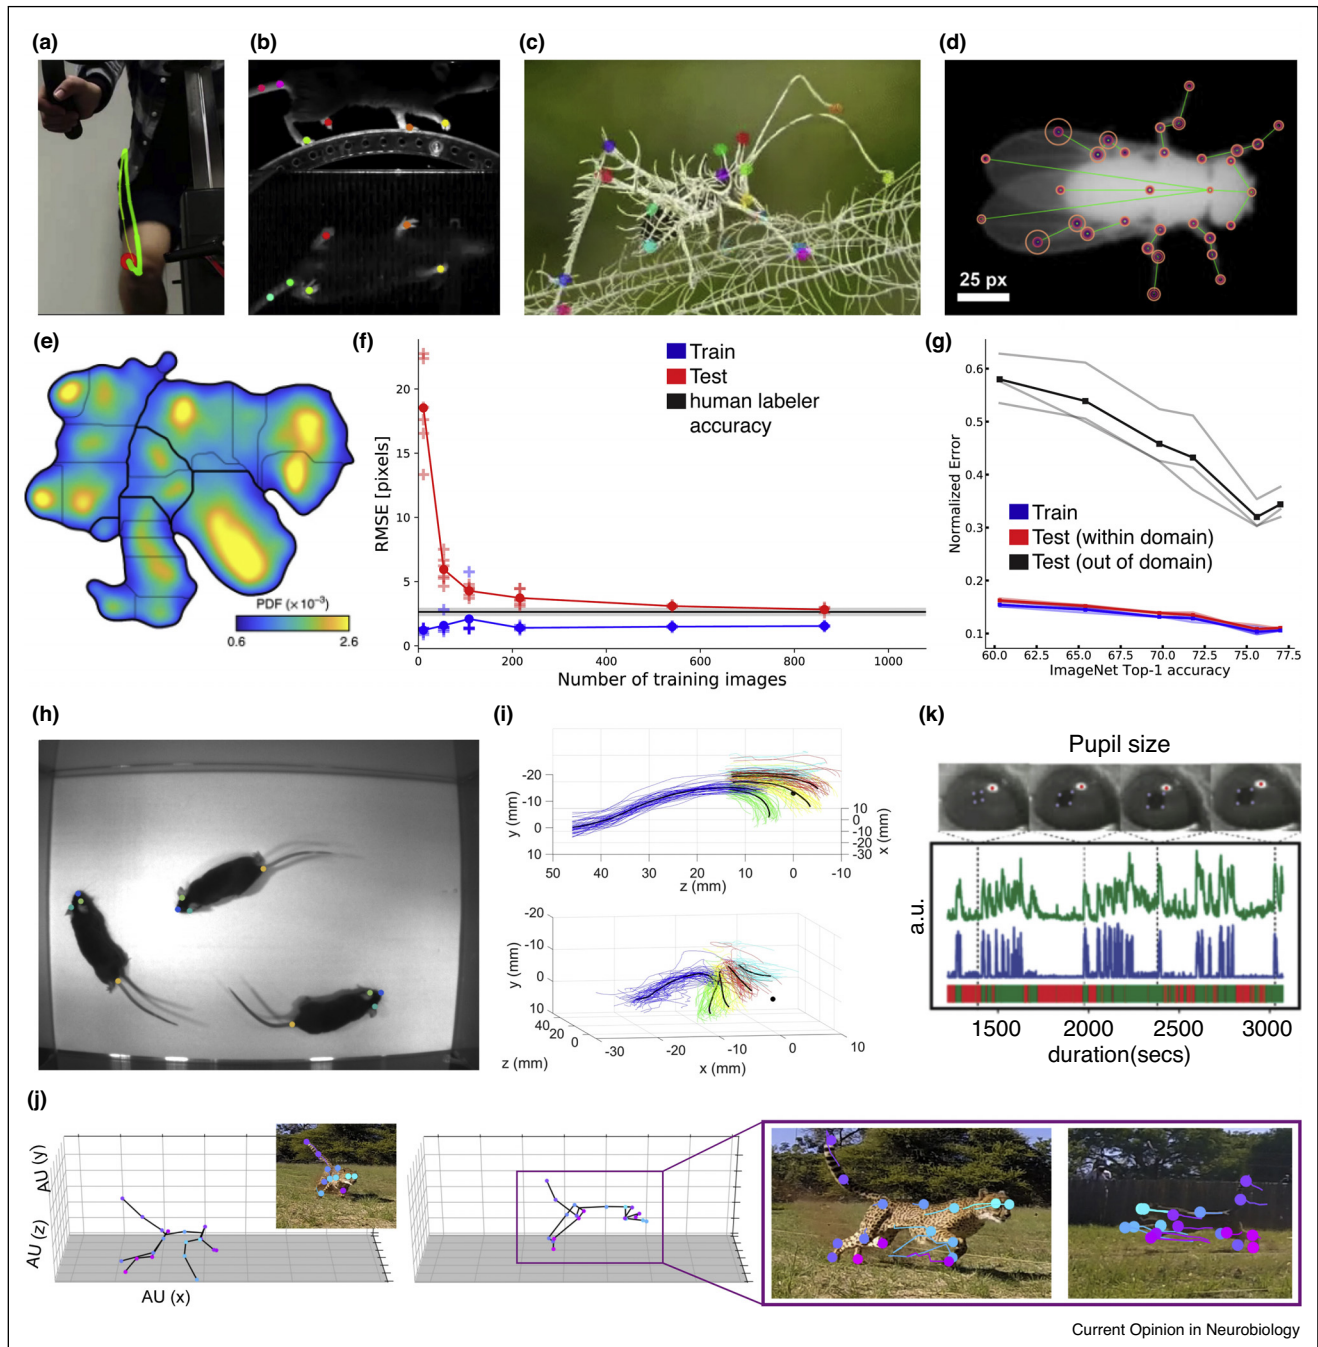 (a)
(b)
(c)
(d)
25 px
(e)
PDF (×10⁻³)
0.6 2.6
(f)
Train
Test
human labeler
accuracy
RMSE [pixels]
20
15
10
5
0
0 200 400 600 800 1000
Number of training images
(g)
Normalized Error
0.6
0.5
0.4
0.3
0.2
0.1
Train
Test (within domain)
Test (out of domain)
60.0 62.5 65.0 67.5 70.0 72.5 75.0 77.5
ImageNet Top-1 accuracy
(h)
(i)
y (mm)
-20
-10
0
10
50 40 30 20 10 0 -10
z (mm)
10
0
-10
-20
-30
x (mm)
y (mm)
-20
-10
0
10
40
20
0
z (mm)
-30 -20 -10 0 10
x (mm)
(k)
Pupil size
a.u.
1500 2000 2500 3000
duration(secs)
(j)
AU (y)
AU (z)
AU (x)
Current Opinion in Neurobiology